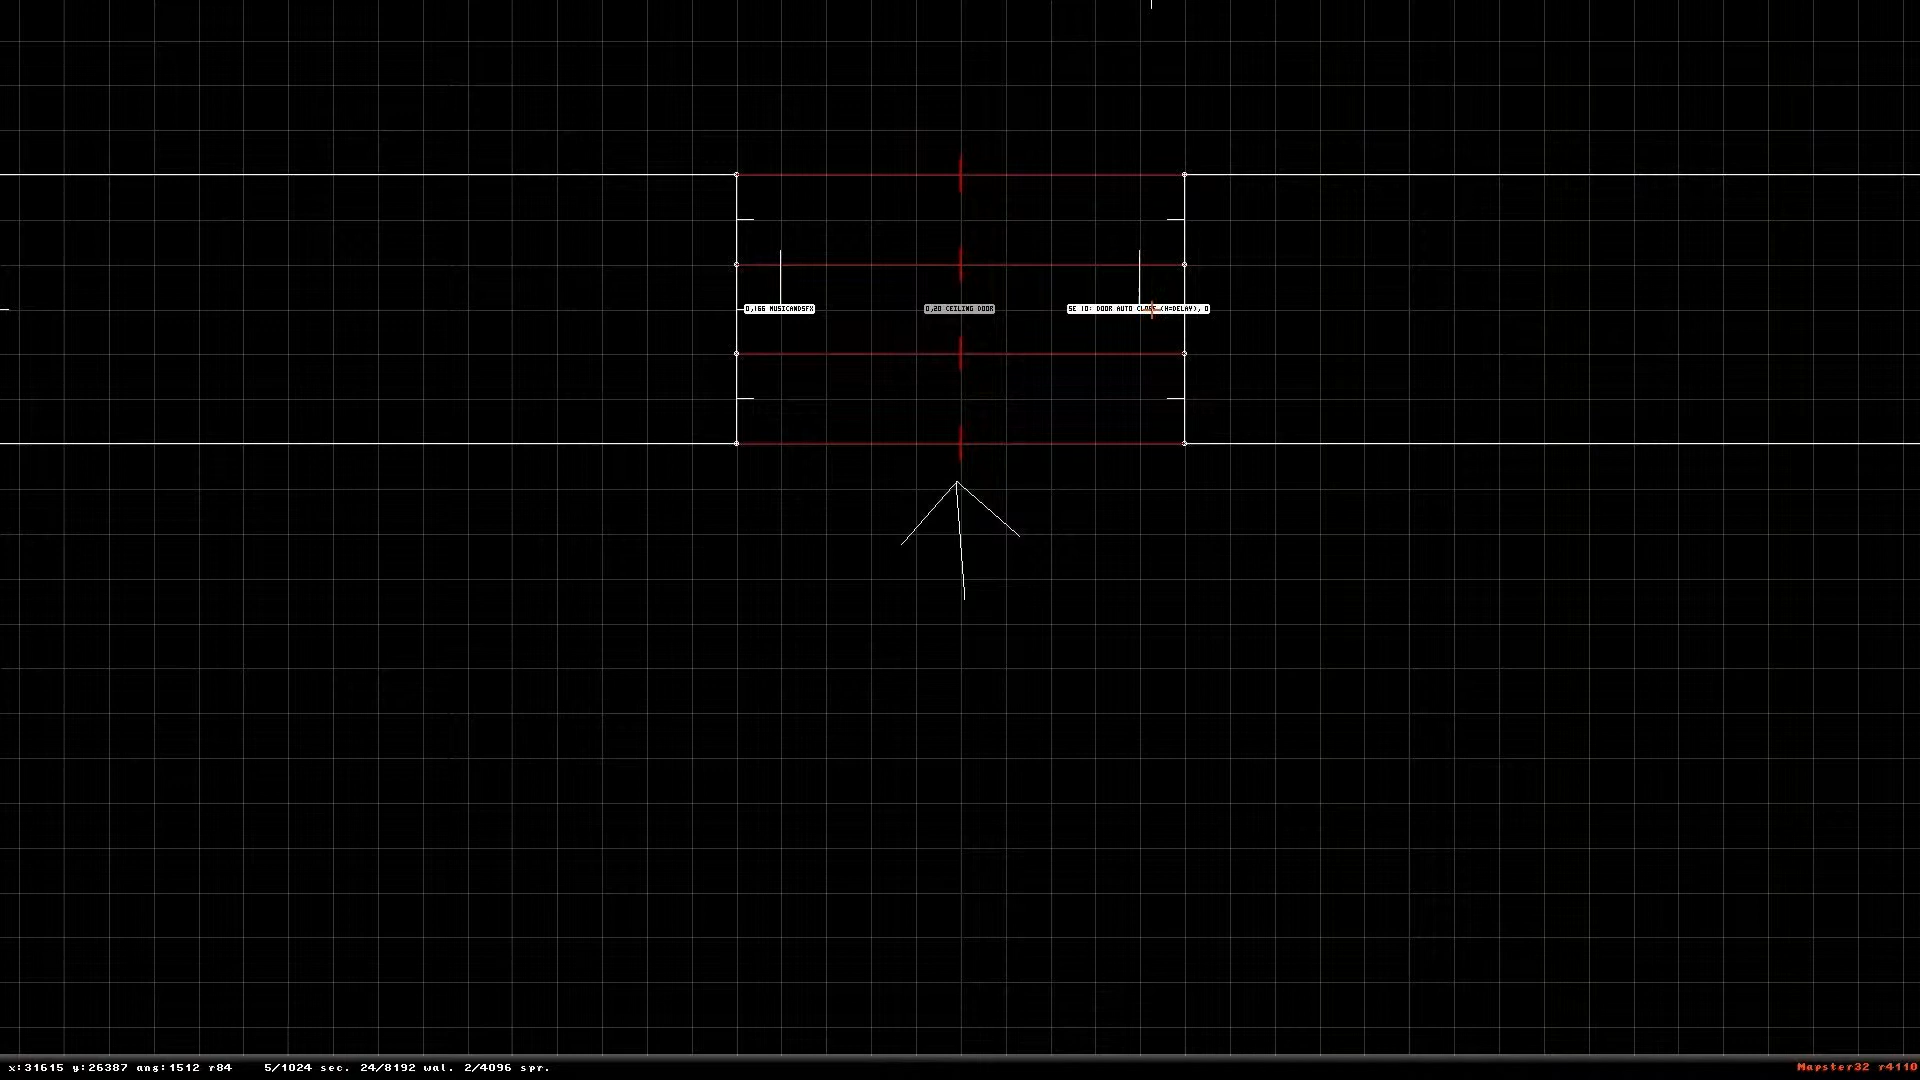 0,166 MUSICANDSFX
0,20 CEILING DOOR
SE 10: DOOR AUTO CLOSE (H=DELAY), 0
x:31615 y:26387 ang:1512 r84 5/1024 sec. 24/8192 wal. 2/4096 spr.
Mapster32 r4110